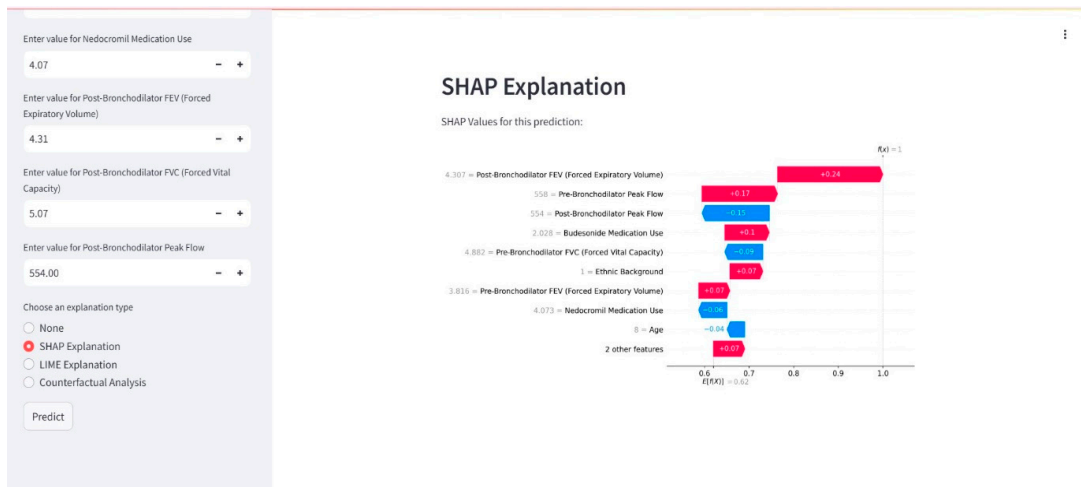 Enter value for Nedocromil Medication Use
4.07
- +
Enter value for Post-Bronchodilator FEV (Forced
Expiratory Volume)
4.31
- +
Enter value for Post-Bronchodilator FVC (Forced Vital
Capacity)
5.07
- +
Enter value for Post-Bronchodilator Peak Flow
554.00
- +
Choose an explanation type
None
SHAP Explanation
LIME Explanation
Counterfactual Analysis
Predict
SHAP Explanation
SHAP Values for this prediction:
f(x) = 1
4.307 = Post-Bronchodilator FEV (Forced Expiratory Volume) +0.24
558 = Pre-Bronchodilator Peak Flow +0.17
554 = Post-Bronchodilator Peak Flow −0.15
2.028 = Budesonide Medication Use +0.1
4.882 = Pre-Bronchodilator FVC (Forced Vital Capacity) −0.09
1 = Ethnic Background +0.07
3.816 = Pre-Bronchodilator FEV (Forced Expiratory Volume) +0.07
4.073 = Nedocromil Medication Use −0.06
8 = Age −0.04
2 other features +0.07
0.6 0.7 0.8 0.9 1.0
E[f(X)] = 0.62